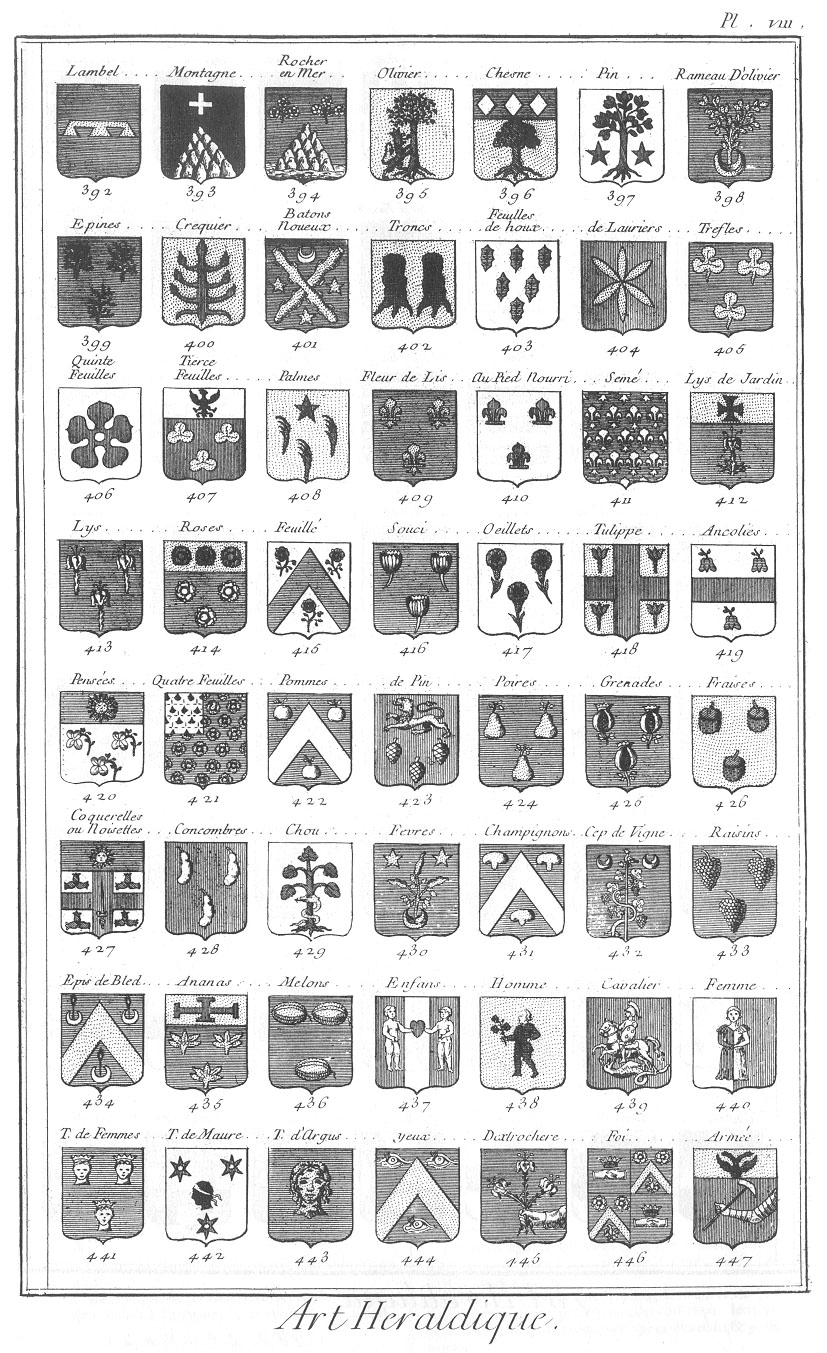 Pl. VIII.
Lambel .... Montagne .... Rocher en Mer .... Olivier .... Chesne .... Pin .... Rameau D'olivier
392 393 394 395 396 397 398
Epines .... Crequier .... Batons Noueux .... Troncs .... Feuilles de houx .... de Lauriers .... Trefles ....
399 400 401 402 403 404 405
Quinte Feuilles Tierce Feuilles .... Palmes Fleur de Lis .. Au Pied Nourri .. Semé .... Lys de Jardin ..
406 407 408 409 410 411 412
Lys .... Roses .... Feuillé Souci .... Oeillets .... Tulippe .... Ancolies ....
413 414 415 416 417 418 419
Pensées .... Quatre Feuilles .. Pommes .... de Pin .... Poires .... Grenades .... Fraises ....
420 421 422 423 424 426 426
Coquerelles ou Noisettes .. Concombres .... Chou .... Fevres .... Champignons .. Cep de Vigne .. Raisins ....
427 428 429 430 431 432 433
Epis de Bled .... Ananas .... Melons .... Enfans .... Homme .... Cavalier .... Femme ....
434 435 436 437 438 439 440
T. de Femmes .. T. de Maure .. T. d'Argus .... yeux .... Dextrochere .... Foi .... Armée ....
441 442 443 444 445 446 447
Art Heraldique.